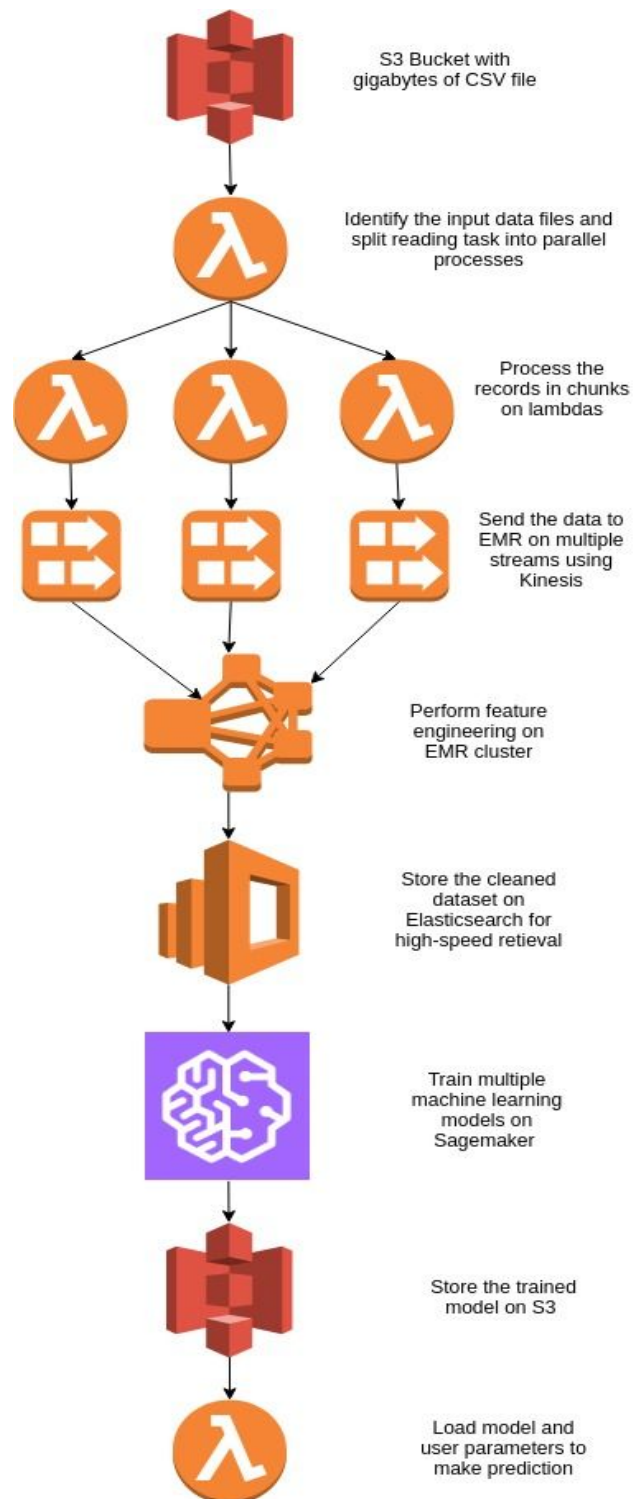 S3 Bucket with
gigabytes of CSV file
Identify the input data files and
split reading task into parallel
processes
Process the
records in chunks
on lambdas
Send the data to
EMR on multiple
streams using
Kinesis
Perform feature
engineering on
EMR cluster
Store the cleaned
dataset on
Elasticsearch for
high-speed retieval
Train multiple
machine learning
models on
Sagemaker
Store the trained
model on S3
Load model and
user parameters to
make prediction